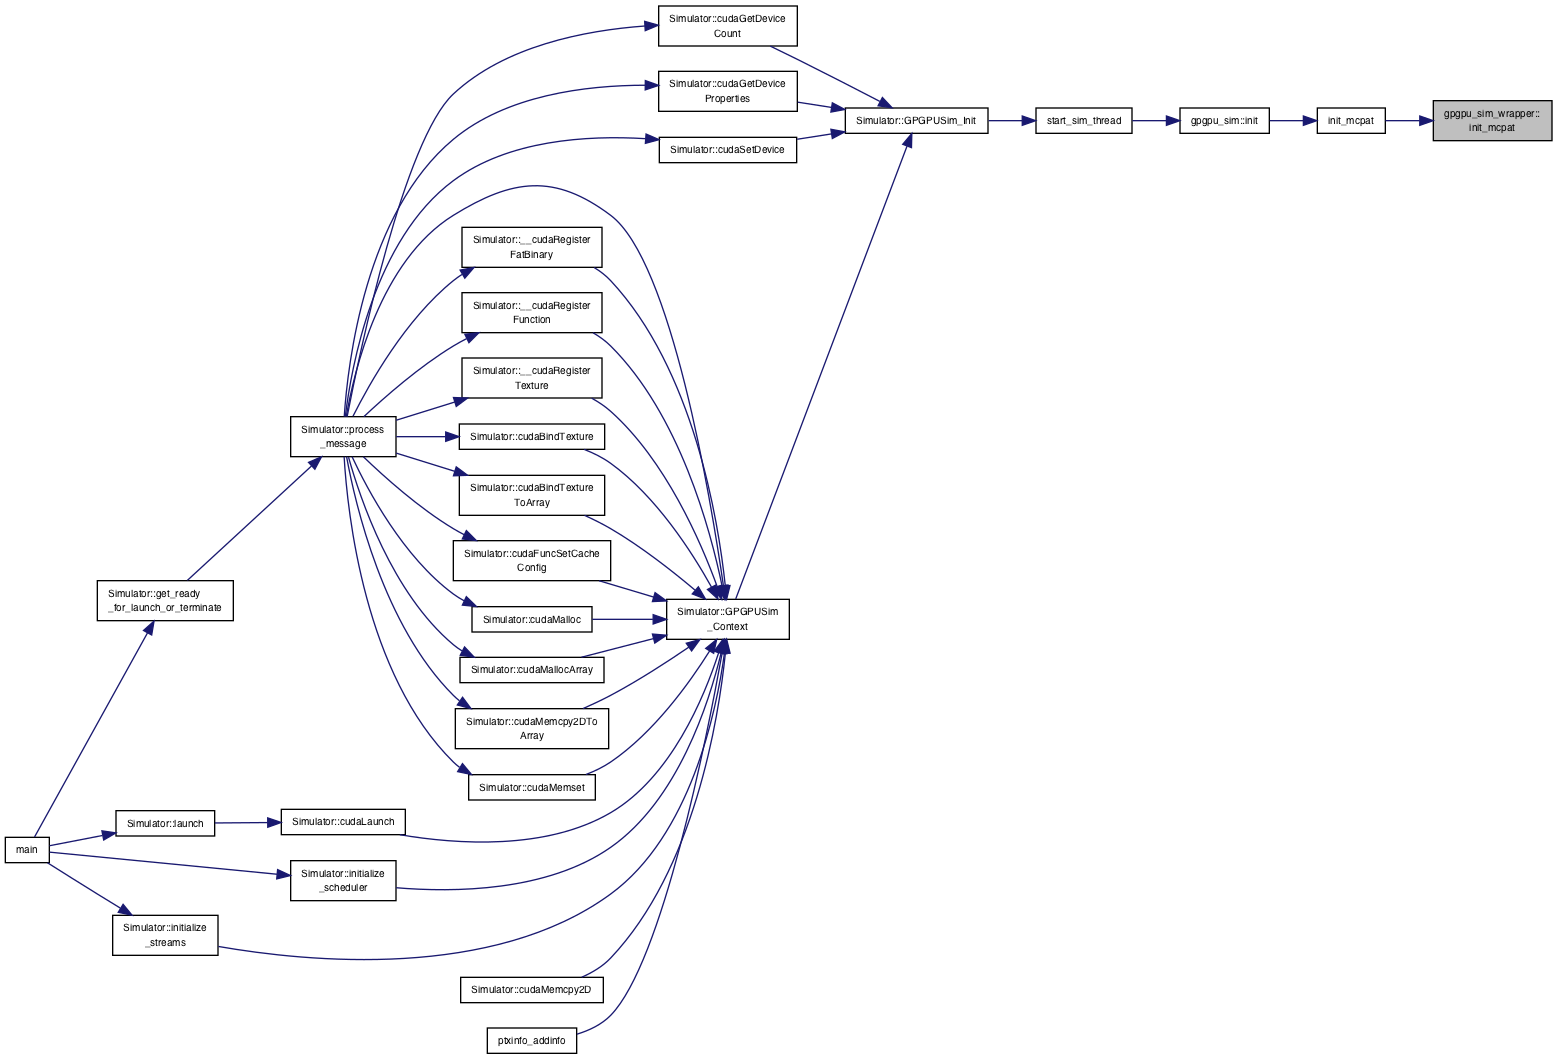 Simulator::cudaGetDevice
Count
Simulator::cudaGetDevice
Properties
Simulator::cudaSetDevice
Simulator::GPGPUSim_Init
start_sim_thread
gpgpu_sim::init
init_mcpat
gpgpu_sim_wrapper::
init_mcpat
Simulator::__cudaRegister
FatBinary
Simulator::__cudaRegister
Function
Simulator::__cudaRegister
Texture
Simulator::process
_message
Simulator::cudaBindTexture
Simulator::cudaBindTexture
ToArray
Simulator::cudaFuncSetCache
Config
Simulator::get_ready
_for_launch_or_terminate
Simulator::cudaMalloc
Simulator::GPGPUSim
_Context
Simulator::cudaMallocArray
Simulator::cudaMemcpy2DTo
Array
Simulator::cudaMemset
Simulator::launch
Simulator::cudaLaunch
main
Simulator::initialize
_scheduler
Simulator::initialize
_streams
Simulator::cudaMemcpy2D
ptxinfo_addinfo